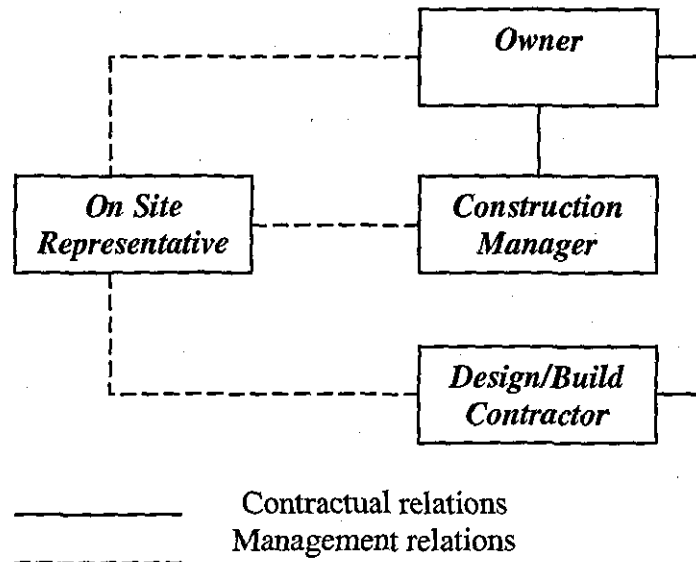 Owner
On Site
Representative
Construction
Manager
Design/Build
Contractor
Contractual relations
Management relations